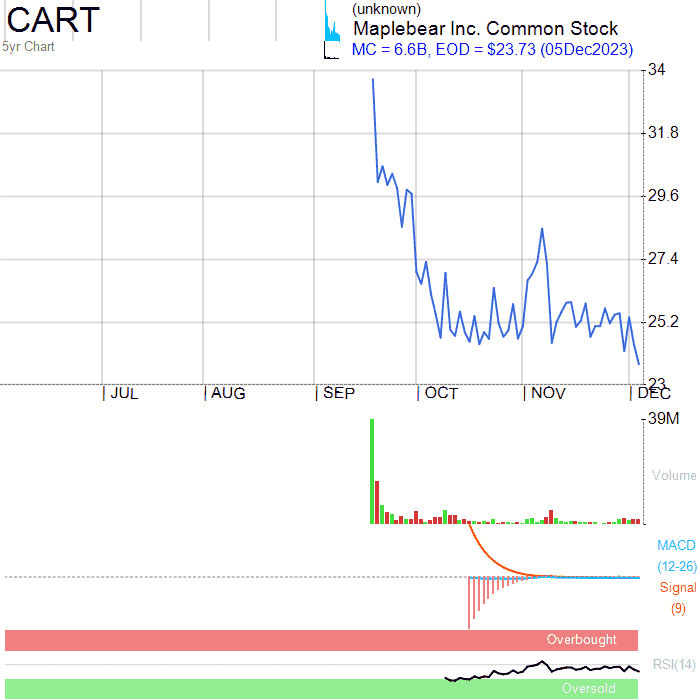 CART
5yr Chart
(unknown)
Maplebear Inc. Common Stock
MC = 6.6B, EOD = $23.73 (05Dec2023)
34
31.8
29.6
27.4
25.2
23
JUL
AUG
SEP
OCT
NOV
DEC
39M
Volume
MACD
(12-26)
Signal
(9)
Overbought
RSI(14)
Oversold